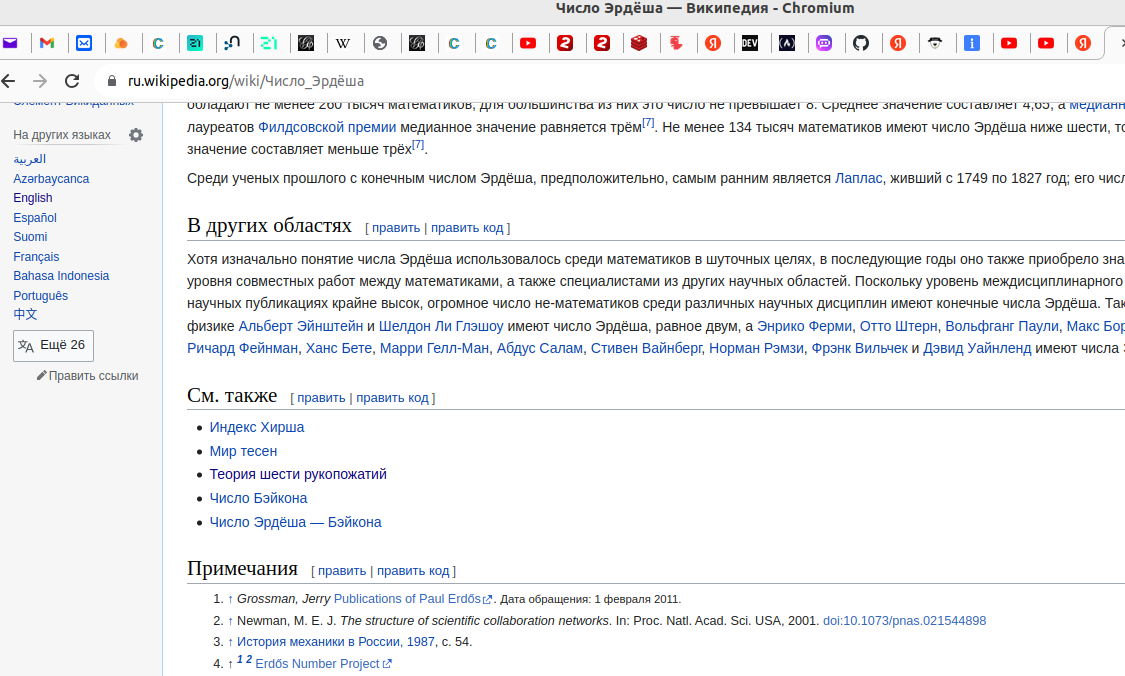 Число Эрдёша — Википедия - Chromium
ru.wikipedia.org/wiki/Число_Эрдёша
Элемент Викиданных
На других языках
العربية
Azərbaycanca
English
Español
Suomi
Français
Bahasa Indonesia
Português
中文
Ещё 26
Править ссылки
обладают не менее 260 тысяч математиков, для большинства из них это число не превышает 8. Среднее значение составляет 4,65, а медианн
лауреатов Филдсовской премии медианное значение равняется трём[7]. Не менее 134 тысяч математиков имеют число Эрдёша ниже шести, то
значение составляет меньше трёх[7].
Среди ученых прошлого с конечным числом Эрдёша, предположительно, самым ранним является Лаплас, живший с 1749 по 1827 год; его числ
В других областях [ править | править код ]
Хотя изначально понятие числа Эрдёша использовалось среди математиков в шуточных целях, в последующие годы оно также приобрело зна
уровня совместных работ между математиками, а также специалистами из других научных областей. Поскольку уровень междисциплинарного
научных публикациях крайне высок, огромное число не-математиков среди различных научных дисциплин имеют конечные числа Эрдёша. Так
физике Альберт Эйнштейн и Шелдон Ли Глэшоу имеют число Эрдёша, равное двум, а Энрико Ферми, Отто Штерн, Вольфганг Паули, Макс Бор
Ричард Фейнман, Ханс Бете, Марри Гелл-Ман, Абдус Салам, Стивен Вайнберг, Норман Рэмзи, Фрэнк Вильчек и Дэвид Уайнленд имеют числа
См. также [ править | править код ]
Индекс Хирша
Мир тесен
Теория шести рукопожатий
Число Бэйкона
Число Эрдёша — Бэйкона
Примечания [ править | править код ]
1. ↑ Grossman, Jerry Publications of Paul Erdős. Дата обращения: 1 февраля 2011.
2. ↑ Newman, M. E. J. The structure of scientific collaboration networks. In: Proc. Natl. Acad. Sci. USA, 2001. doi:10.1073/pnas.021544898
3. ↑ История механики в России, 1987, с. 54.
4. ↑ 1 2 Erdős Number Project